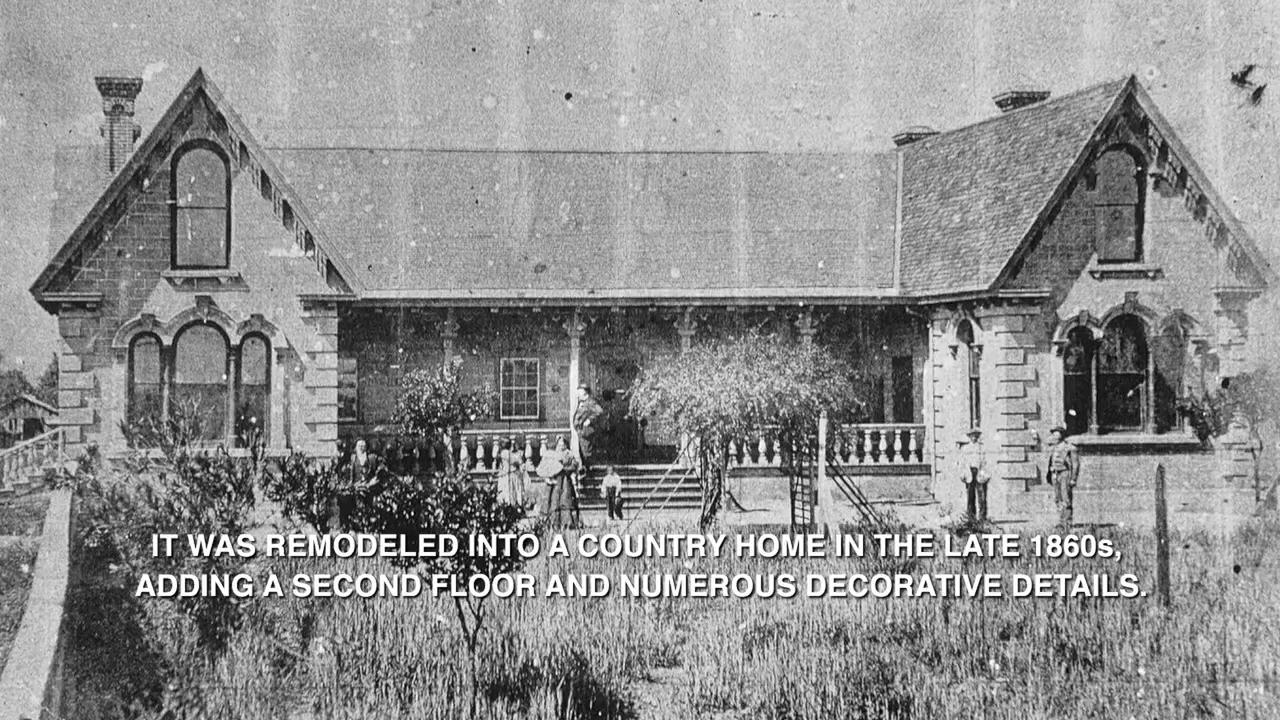 IT WAS REMODELED INTO A COUNTRY HOME IN THE LATE 1860s,
ADDING A SECOND FLOOR AND NUMEROUS DECORATIVE DETAILS.